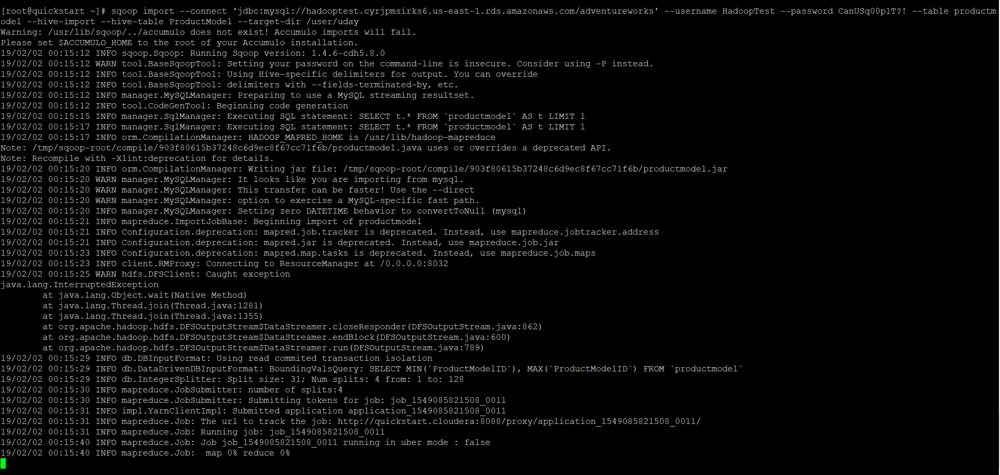 [root@quickstart ~]# sqoop import --connect 'jdbc:mysql://hadooptest.cyrjpmsirks6.us-east-1.rds.amazonaws.com/adventureworks' --username HadoopTest --password CanUSq00p1T?! --table productm
odel --hive-import --hive-table ProductModel --target-dir /user/uday
Warning: /usr/lib/sqoop/../accumulo does not exist! Accumulo imports will fail.
Please set $ACCUMULO_HOME to the root of your Accumulo installation.
19/02/02 00:15:12 INFO sqoop.Sqoop: Running Sqoop version: 1.4.6-cdh5.8.0
19/02/02 00:15:12 WARN tool.BaseSqoopTool: Setting your password on the command-line is insecure. Consider using -P instead.
19/02/02 00:15:12 INFO tool.BaseSqoopTool: Using Hive-specific delimiters for output. You can override
19/02/02 00:15:12 INFO tool.BaseSqoopTool: delimiters with --fields-terminated-by, etc.
19/02/02 00:15:12 INFO manager.MySQLManager: Preparing to use a MySQL streaming resultset.
19/02/02 00:15:12 INFO tool.CodeGenTool: Beginning code generation
19/02/02 00:15:15 INFO manager.SqlManager: Executing SQL statement: SELECT t.* FROM `productmodel` AS t LIMIT 1
19/02/02 00:15:17 INFO manager.SqlManager: Executing SQL statement: SELECT t.* FROM `productmodel` AS t LIMIT 1
19/02/02 00:15:17 INFO orm.CompilationManager: HADOOP_MAPRED_HOME is /usr/lib/hadoop-mapreduce
Note: /tmp/sqoop-root/compile/903f80615b37248c6d9ec8f67cc71f6b/productmodel.java uses or overrides a deprecated API.
Note: Recompile with -Xlint:deprecation for details.
19/02/02 00:15:20 INFO orm.CompilationManager: Writing jar file: /tmp/sqoop-root/compile/903f80615b37248c6d9ec8f67cc71f6b/productmodel.jar
19/02/02 00:15:20 WARN manager.MySQLManager: It looks like you are importing from mysql.
19/02/02 00:15:20 WARN manager.MySQLManager: This transfer can be faster! Use the --direct
19/02/02 00:15:20 WARN manager.MySQLManager: option to exercise a MySQL-specific fast path.
19/02/02 00:15:20 INFO manager.MySQLManager: Setting zero DATETIME behavior to convertToNull (mysql)
19/02/02 00:15:21 INFO mapreduce.ImportJobBase: Beginning import of productmodel
19/02/02 00:15:21 INFO Configuration.deprecation: mapred.job.tracker is deprecated. Instead, use mapreduce.jobtracker.address
19/02/02 00:15:21 INFO Configuration.deprecation: mapred.jar is deprecated. Instead, use mapreduce.job.jar
19/02/02 00:15:23 INFO Configuration.deprecation: mapred.map.tasks is deprecated. Instead, use mapreduce.job.maps
19/02/02 00:15:23 INFO client.RMProxy: Connecting to ResourceManager at /0.0.0.0:8032
19/02/02 00:15:25 WARN hdfs.DFSClient: Caught exception
java.lang.InterruptedException
        at java.lang.Object.wait(Native Method)
        at java.lang.Thread.join(Thread.java:1281)
        at java.lang.Thread.join(Thread.java:1355)
        at org.apache.hadoop.hdfs.DFSOutputStream$DataStreamer.closeResponder(DFSOutputStream.java:862)
        at org.apache.hadoop.hdfs.DFSOutputStream$DataStreamer.endBlock(DFSOutputStream.java:600)
        at org.apache.hadoop.hdfs.DFSOutputStream$DataStreamer.run(DFSOutputStream.java:789)
19/02/02 00:15:29 INFO db.DBInputFormat: Using read commited transaction isolation
19/02/02 00:15:29 INFO db.DataDrivenDBInputFormat: BoundingValsQuery: SELECT MIN(`ProductModelID`), MAX(`ProductModelID`) FROM `productmodel`
19/02/02 00:15:29 INFO db.IntegerSplitter: Split size: 31; Num splits: 4 from: 1 to: 128
19/02/02 00:15:30 INFO mapreduce.JobSubmitter: number of splits:4
19/02/02 00:15:30 INFO mapreduce.JobSubmitter: Submitting tokens for job: job_1549085821508_0011
19/02/02 00:15:31 INFO impl.YarnClientImpl: Submitted application application_1549085821508_0011
19/02/02 00:15:31 INFO mapreduce.Job: The url to track the job: http://quickstart.cloudera:8088/proxy/application_1549085821508_0011/
19/02/02 00:15:31 INFO mapreduce.Job: Running job: job_1549085821508_0011
19/02/02 00:15:40 INFO mapreduce.Job: Job job_1549085821508_0011 running in uber mode : false
19/02/02 00:15:40 INFO mapreduce.Job:  map 0% reduce 0%